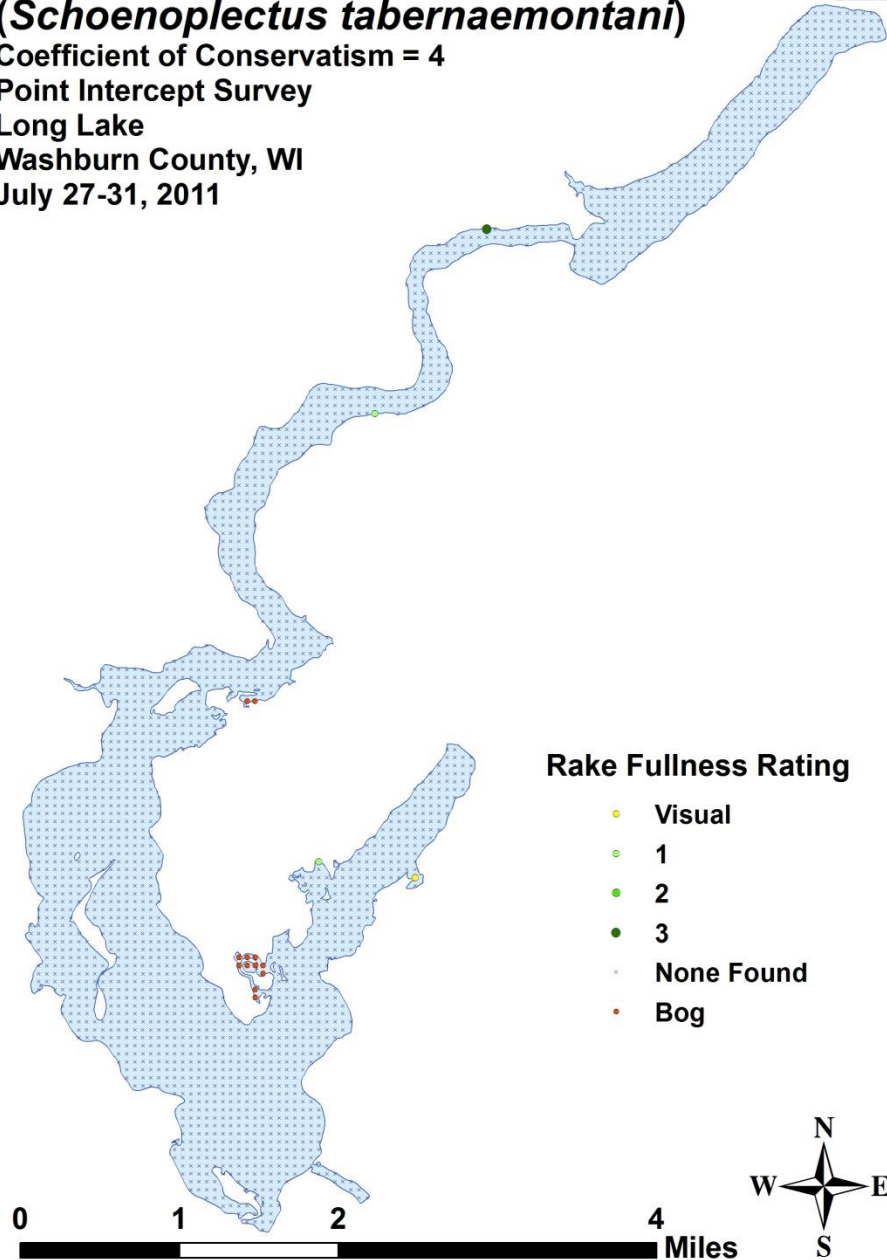 (Schoenoplectus tabernaemontani)
Coefficient of Conservatism = 4
Point Intercept Survey
Long Lake
Washburn County, WI
July 27-31, 2011
Rake Fullness Rating
Visual
1
2
3
None Found
Bog
N
W E
S
0 1 2 4
Miles